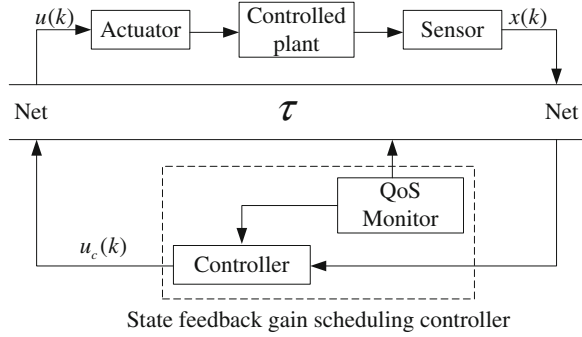 u(k)
Actuator
Controlled
plant
Sensor
x(k)
Net
τ
Net
QoS
Monitor
u_c(k)
Controller
State feedback gain scheduling controller